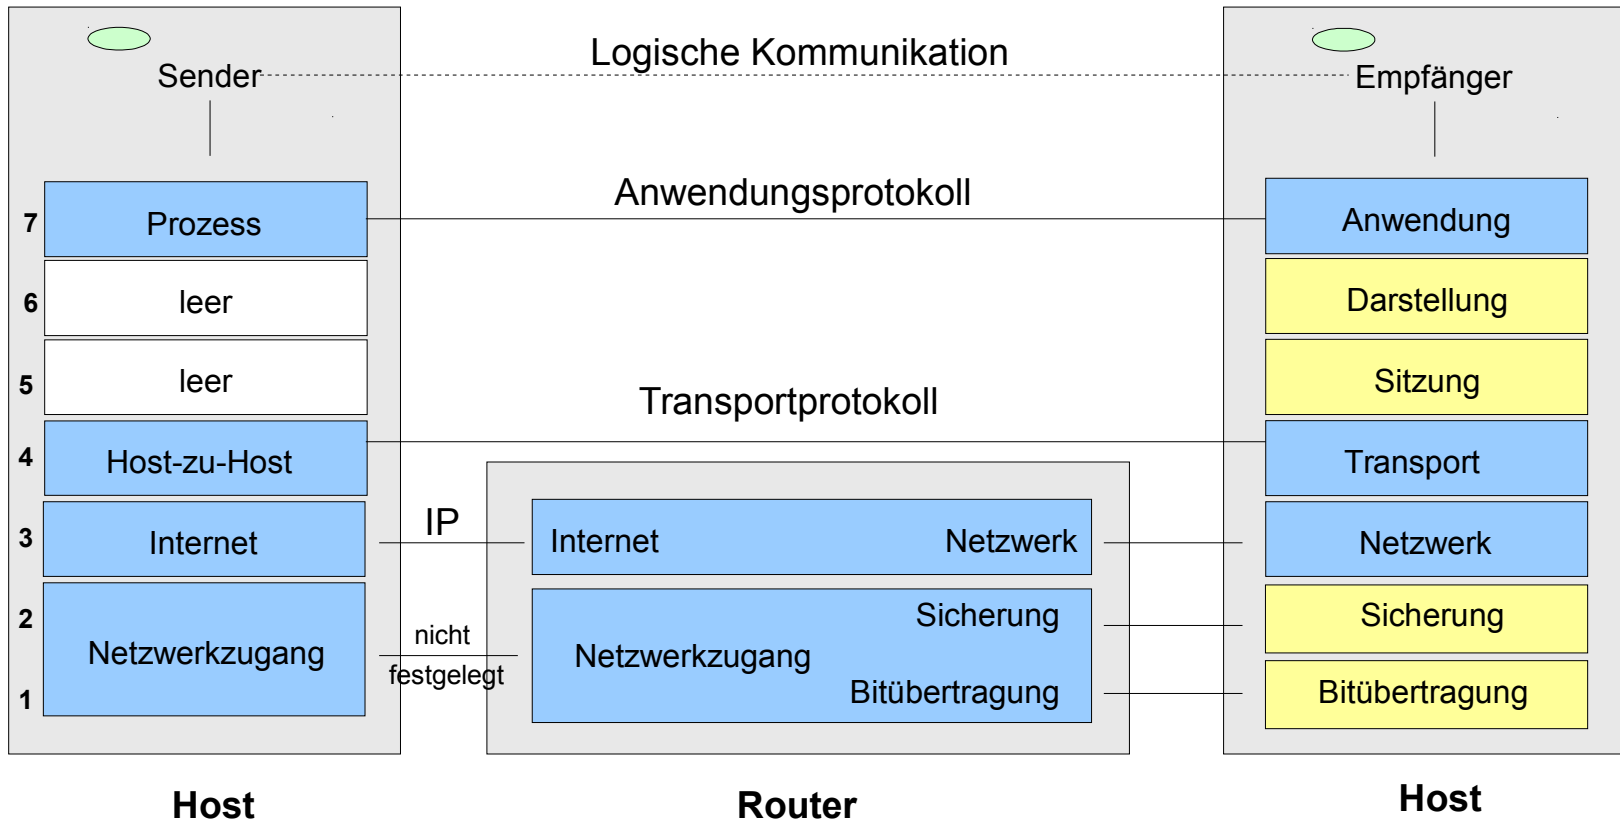 Logische Kommunikation
Sender
Empfänger
Anwendungsprotokoll
7
Prozess
Anwendung
6
leer
Darstellung
5
leer
Sitzung
Transportprotokoll
4
Host-zu-Host
Transport
IP
3
Internet
Internet
Netzwerk
Netzwerk
2
Sicherung
Sicherung
nicht
festgelegt
Netzwerkzugang
Netzwerkzugang
1
Bitübertragung
Bitübertragung
Host
Router
Host